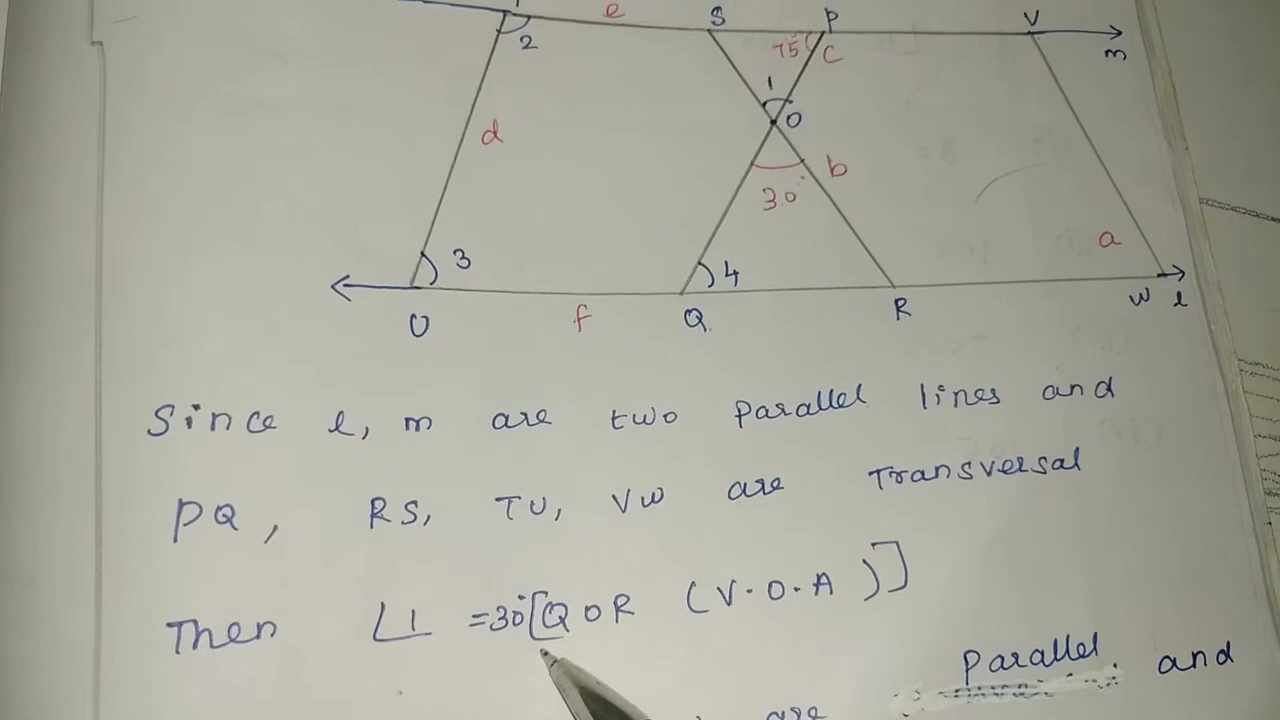 e S P V
2 75° C m
1
O
d b
30°
a
3 4
U f Q R W l
Since l, m are two Parallel lines and
PQ, RS, TU, VW are Transversal
Then ∠1 =30°[QOR (V.O.A)]
Parallel and
are